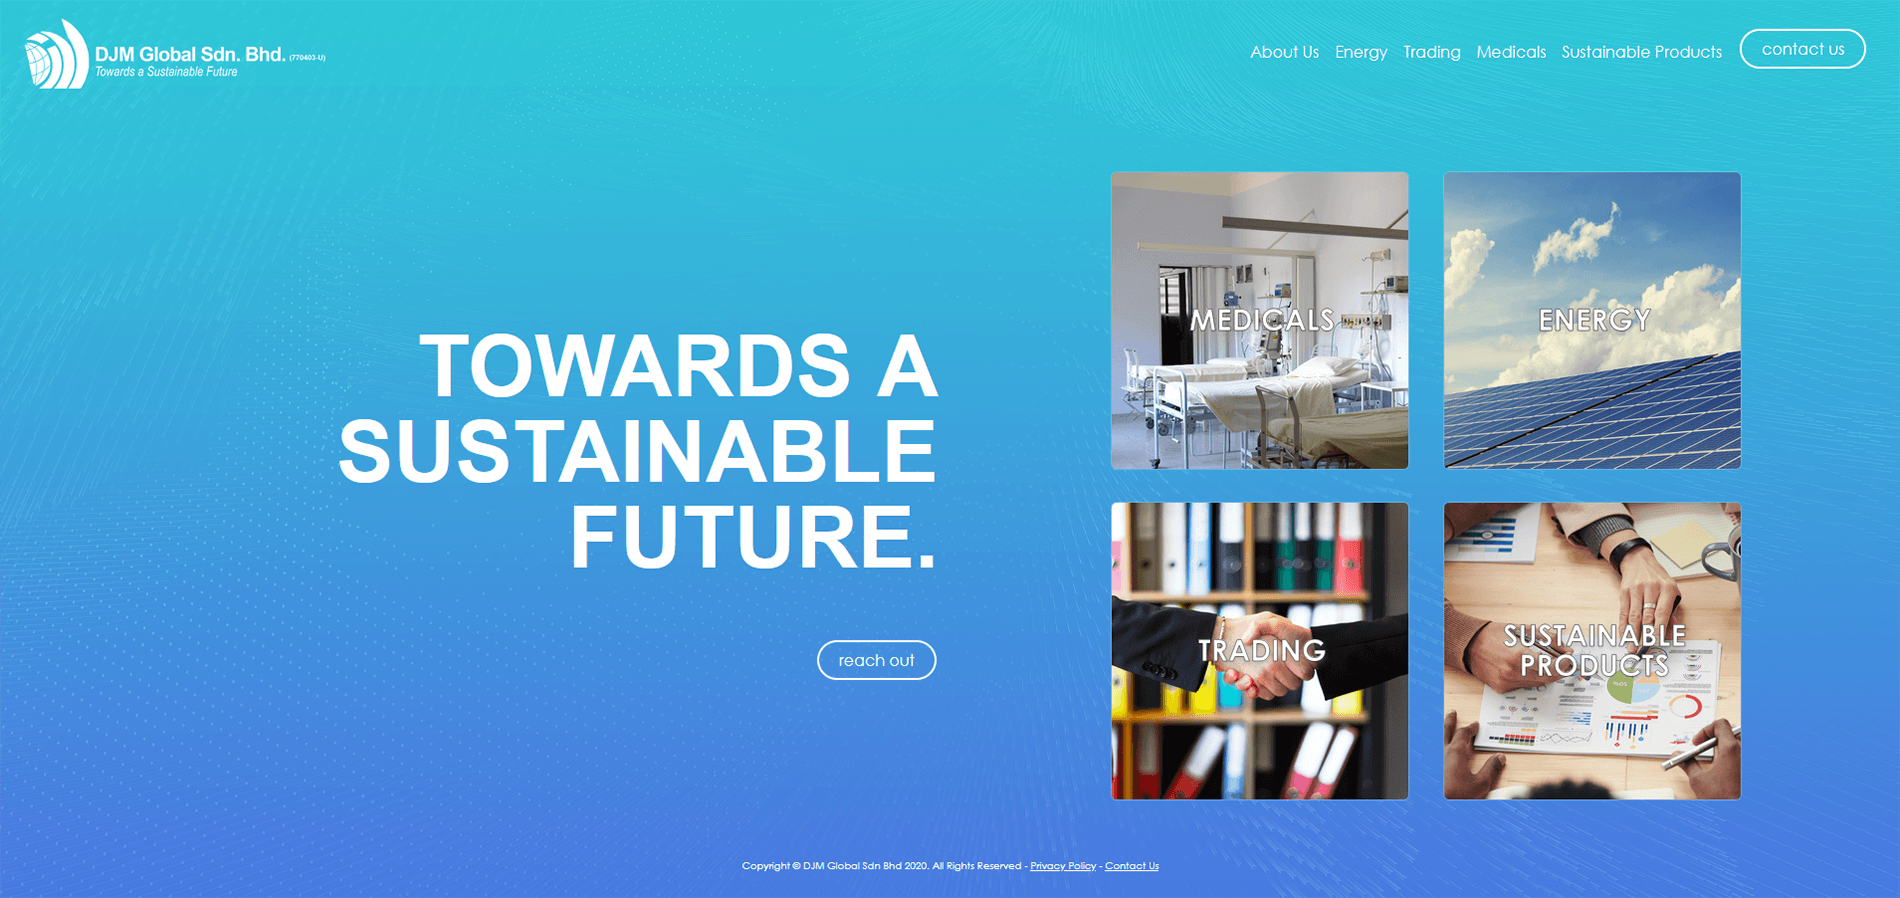 DJM Global Sdn. Bhd. (770403-U)
Towards a Sustainable Future
About Us Energy Trading Medicals Sustainable Products contact us
TOWARDS A
SUSTAINABLE
FUTURE.
reach out
MEDICALS
ENERGY
TRADING
SUSTAINABLE
PRODUCTS
Copyright © DJM Global Sdn Bhd 2020. All Rights Reserved - Privacy Policy - Contact Us